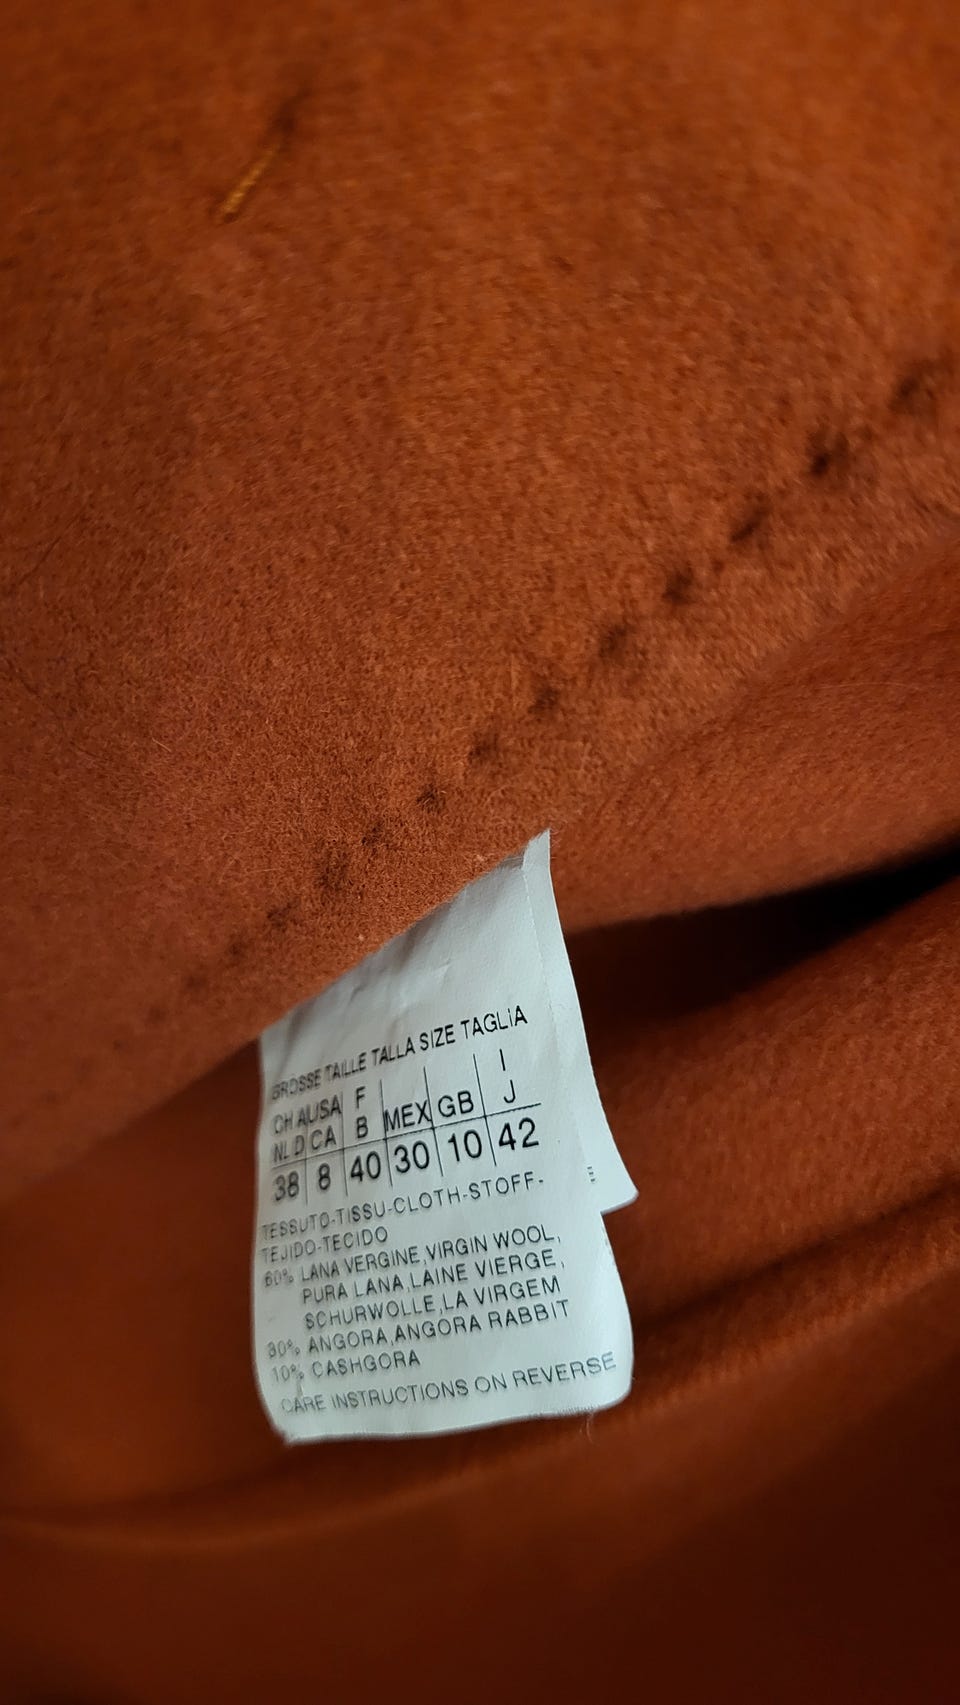 GROSSE TAILLE TALLA SIZE TAGLIA
CH A USA F MEX GB I
NL D CA B J
38 8 40 30 10 42
TESSUTO-TISSU-CLOTH-STOFF-
TEJIDO-TECIDO
60% LANA VERGINE,VIRGIN WOOL,
PURA LANA,LAINE VIERGE,
SCHURWOLLE,LA VIRGEM
30% ANGORA,ANGORA RABBIT
10% CASHGORA
CARE INSTRUCTIONS ON REVERSE
E